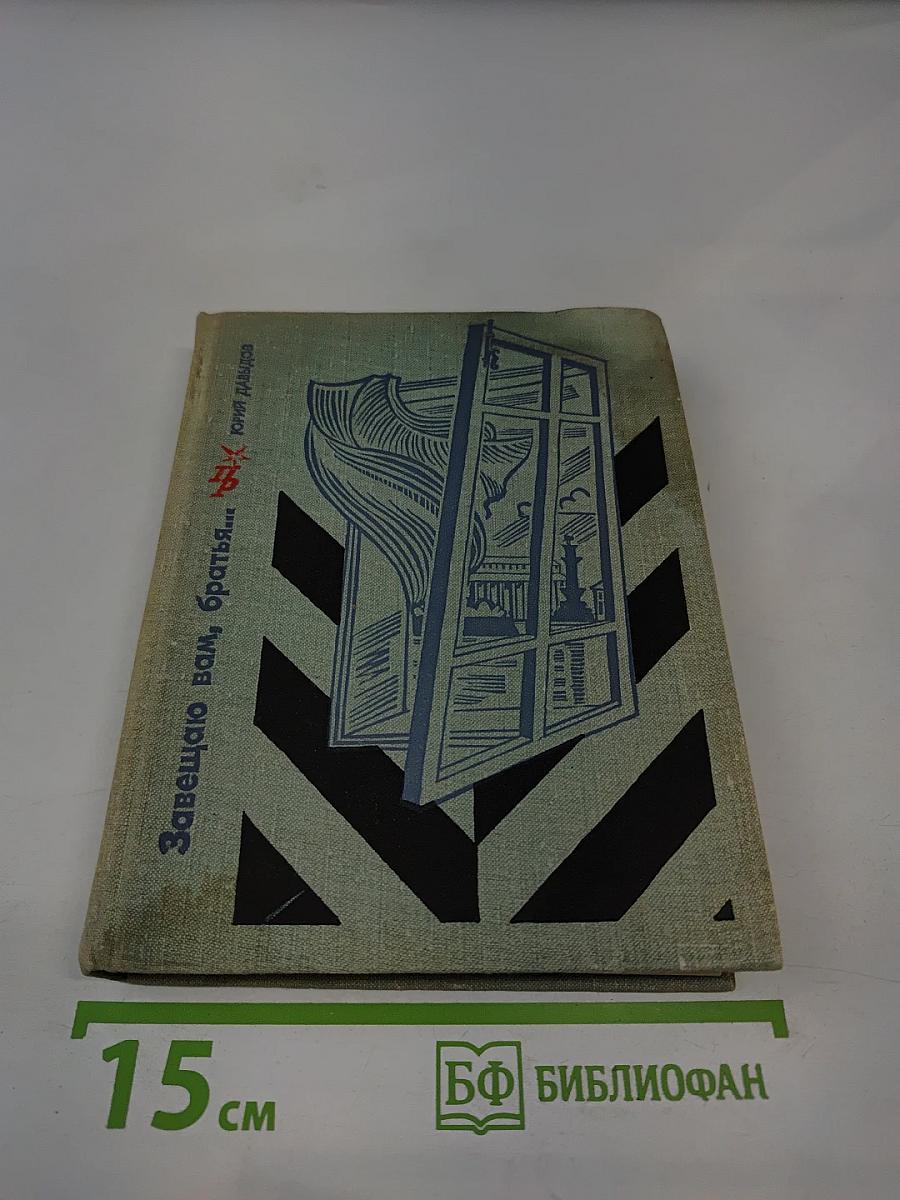 Завещаю вам, братья...
ЮРИЙ ДАВЫДОВ
15 см
БФ БИБЛИОФАН